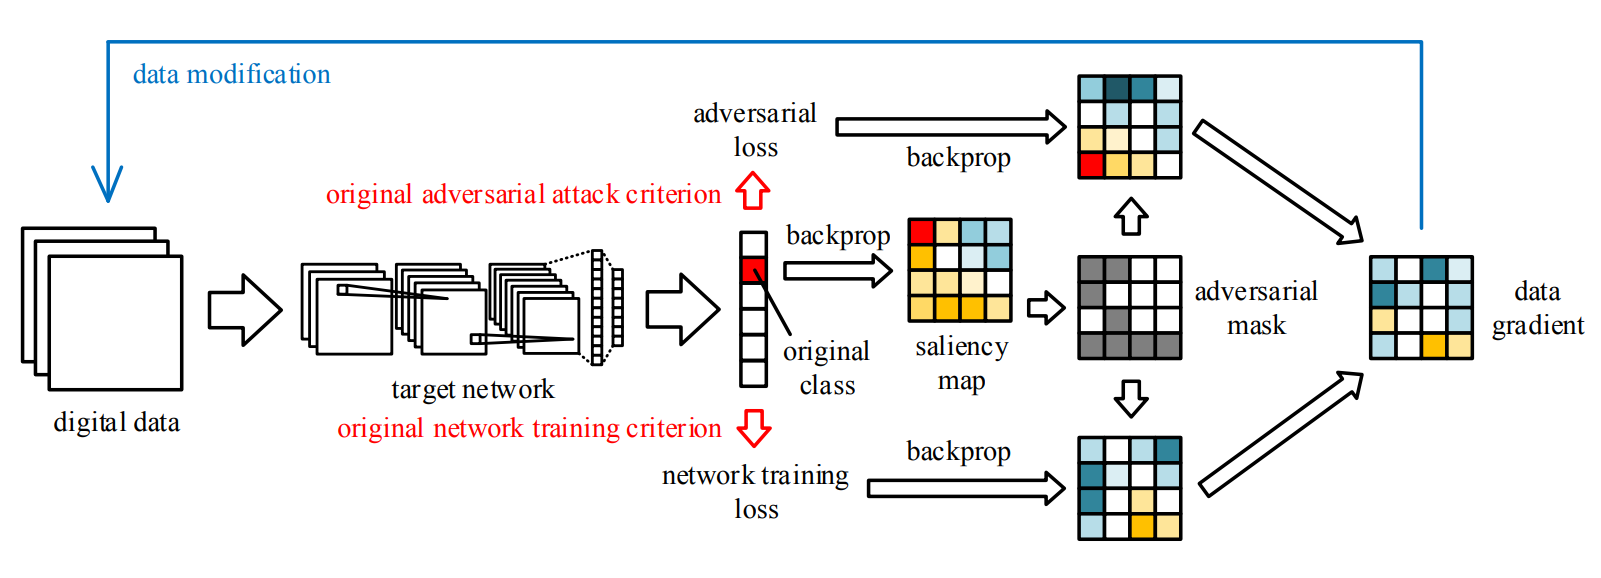 data modification
adversarial
loss
backprop
original adversarial attack criterion
backprop
adversarial
mask
data
gradient
original
class
saliency
map
target network
digital data
original network training criterion
backprop
network training
loss